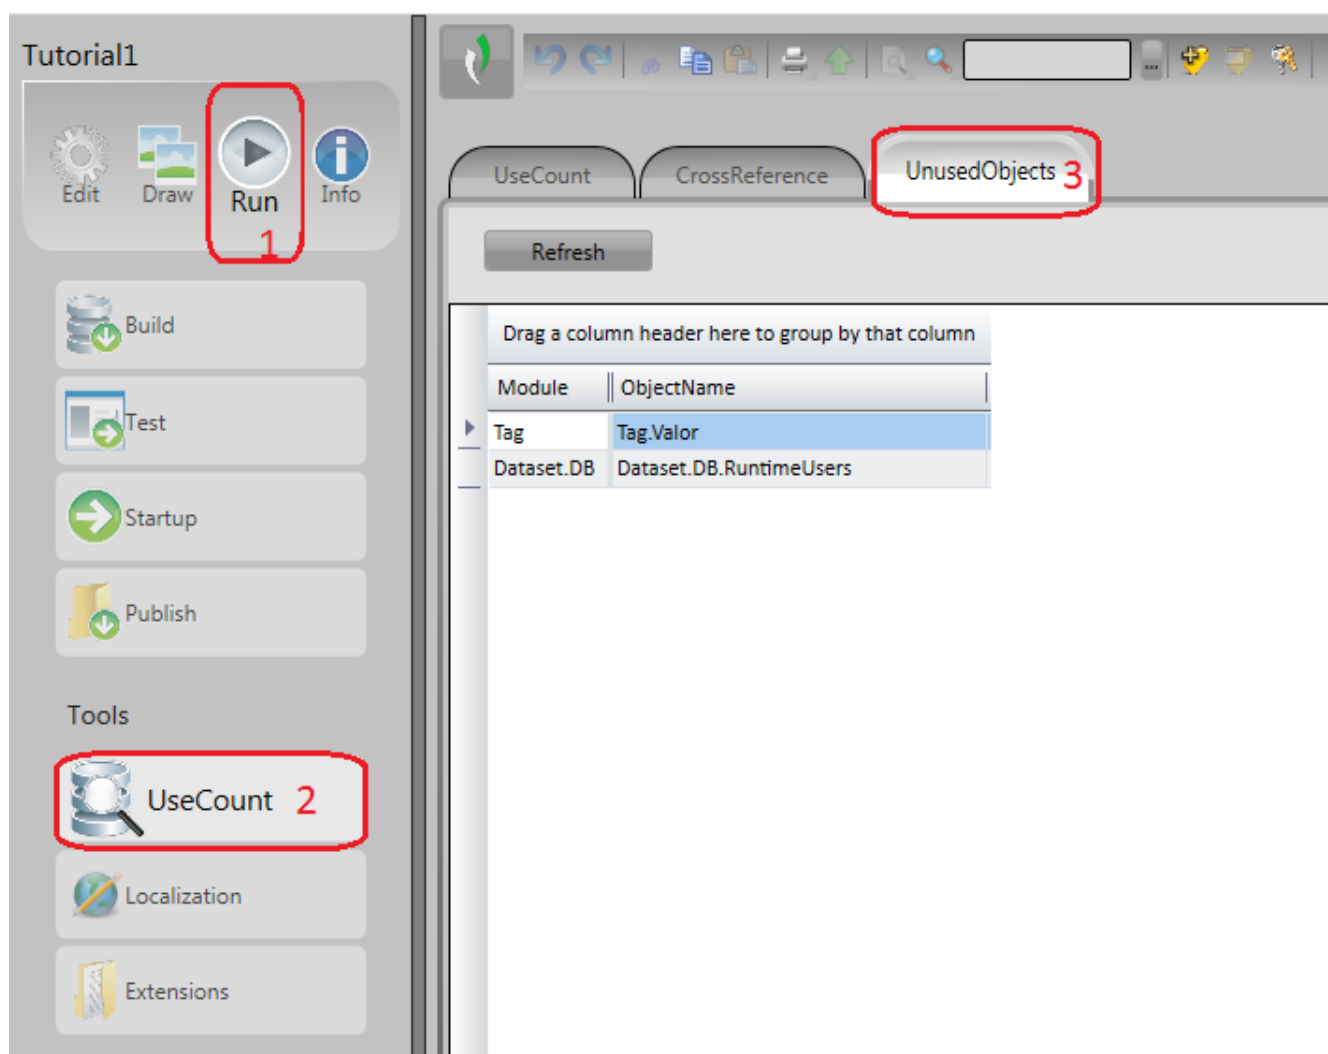 Tutorial1
Edit
Draw
Run
Info
1
Build
Test
Startup
Publish
Tools
UseCount 2
Localization
Extensions
...
UseCount
CrossReference
UnusedObjects 3
Refresh
Drag a column header here to group by that column
Module ObjectName
Tag Tag.Valor
Dataset.DB Dataset.DB.RuntimeUsers